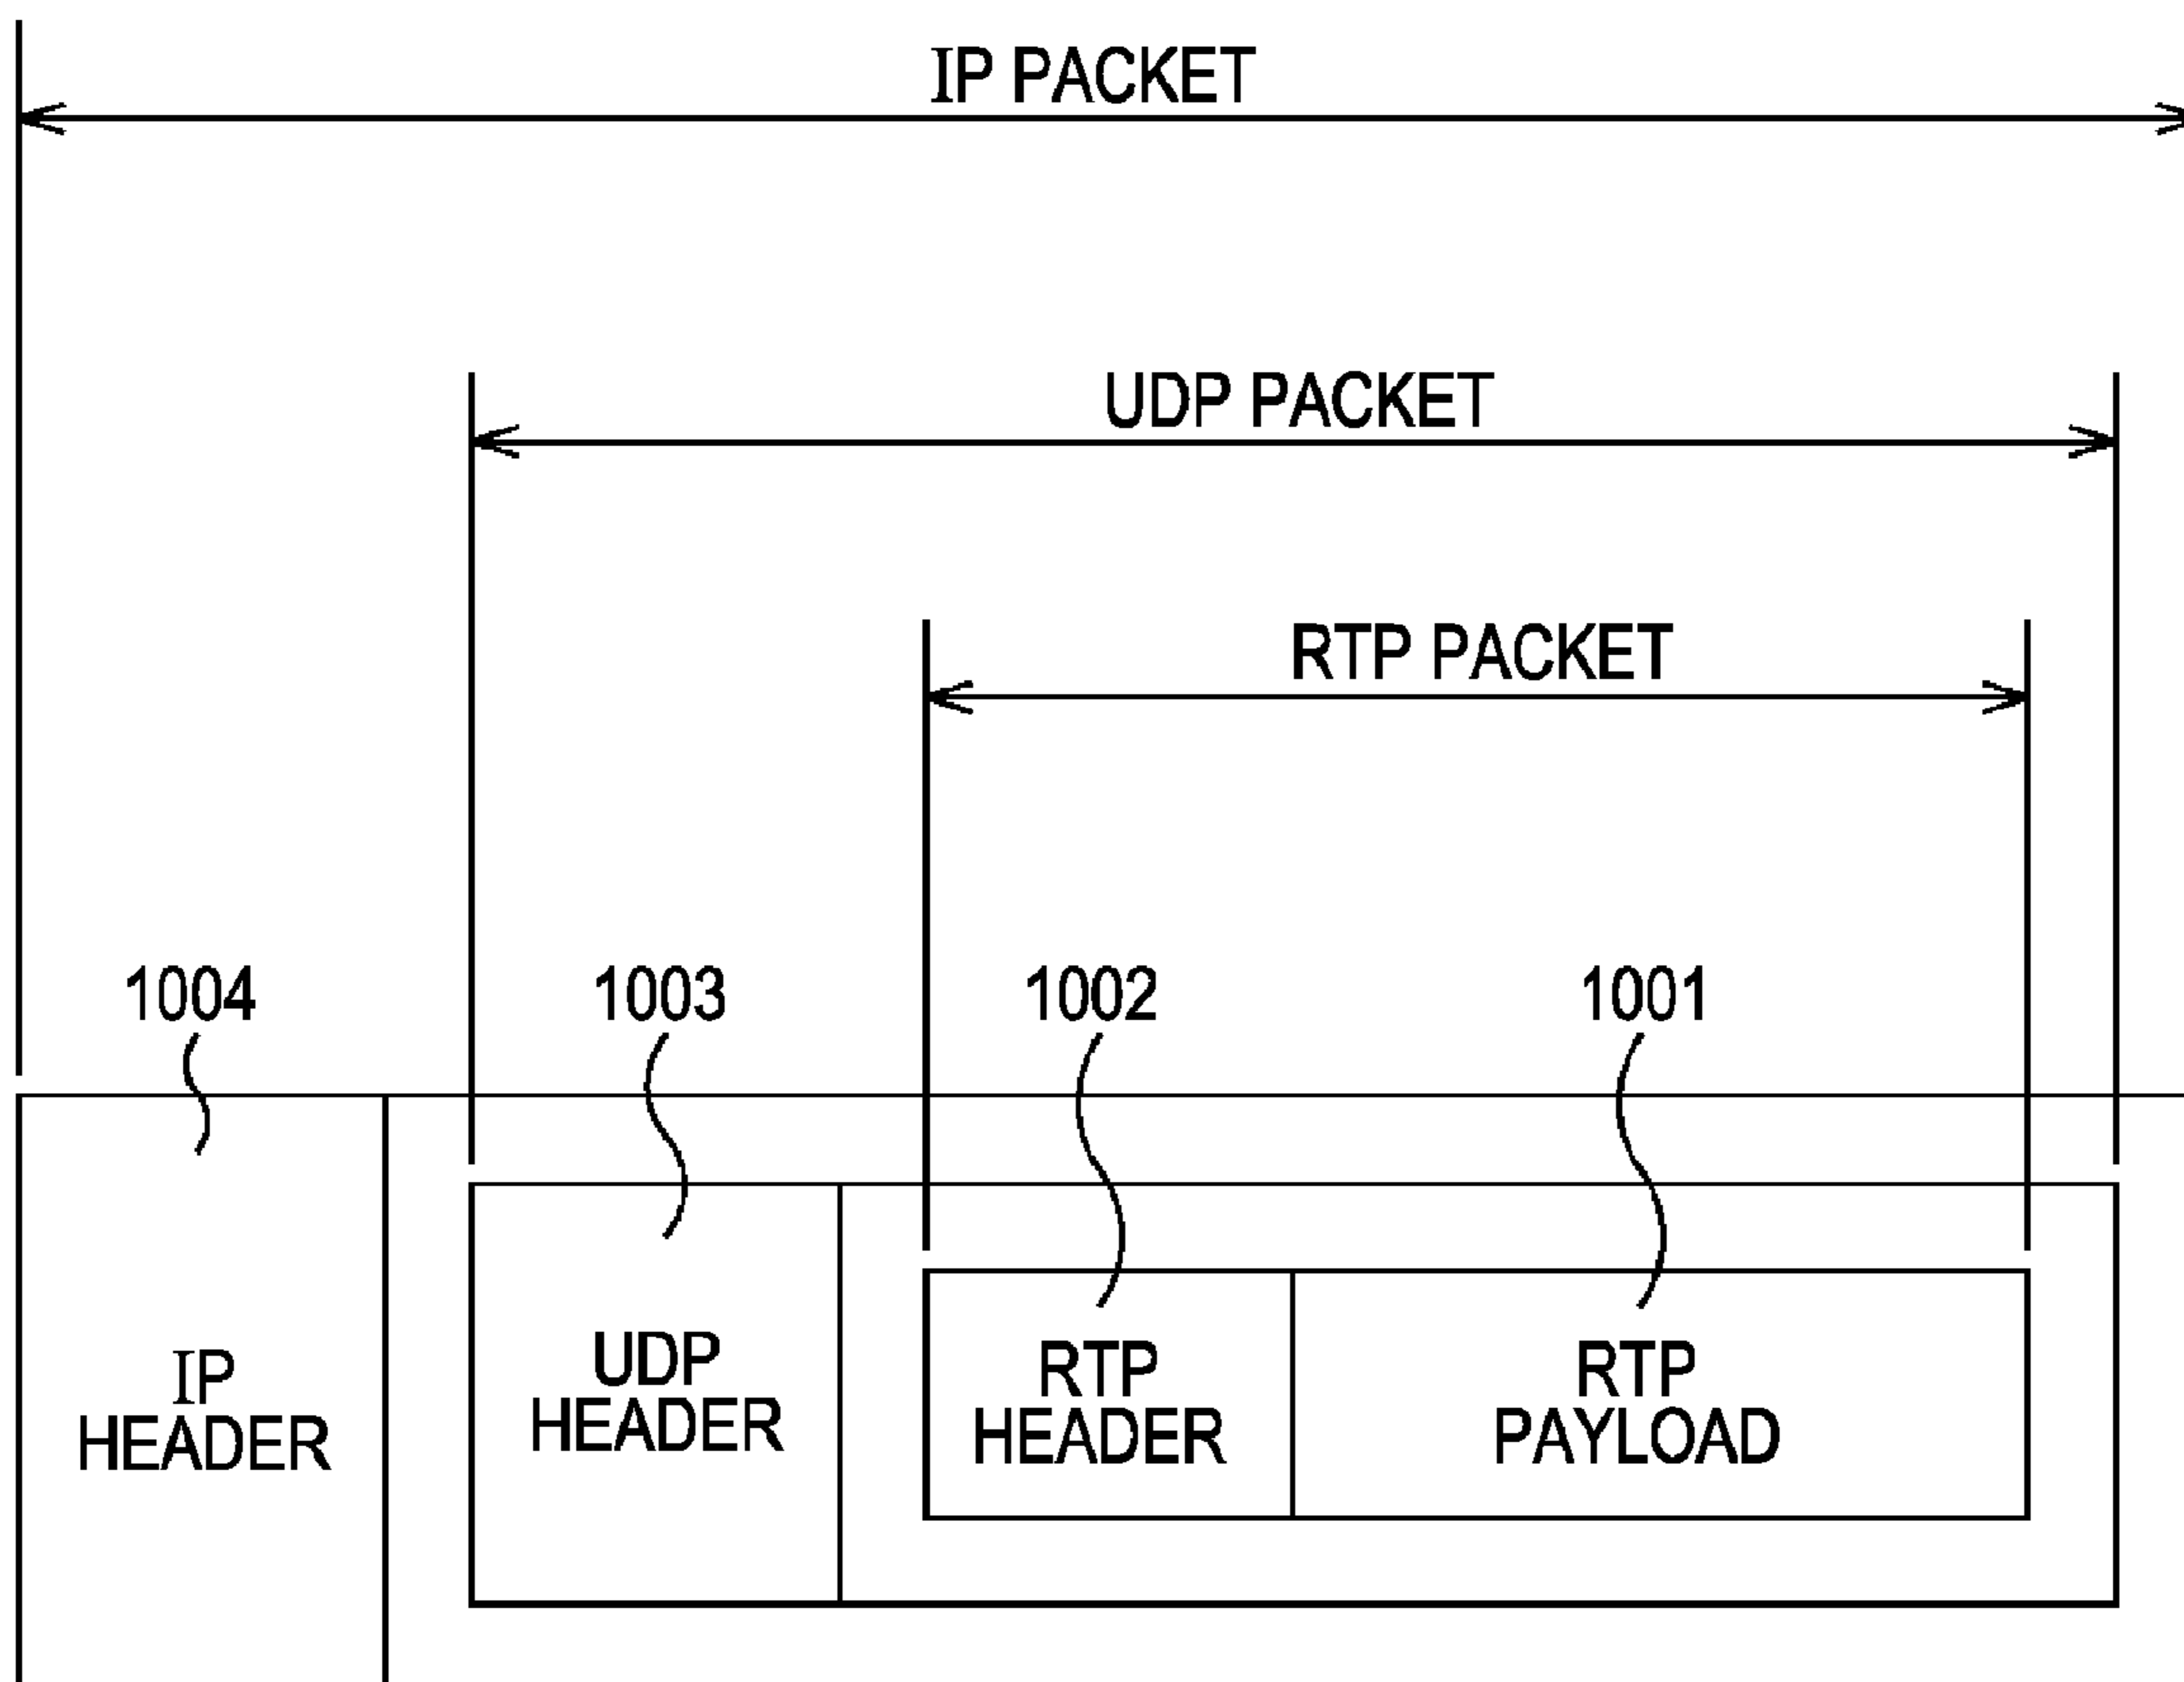 IP PACKET
UDP PACKET
RTP PACKET
1004
1003
1002
1001
IP
HEADER
UDP
HEADER
RTP
HEADER
RTP
PAYLOAD